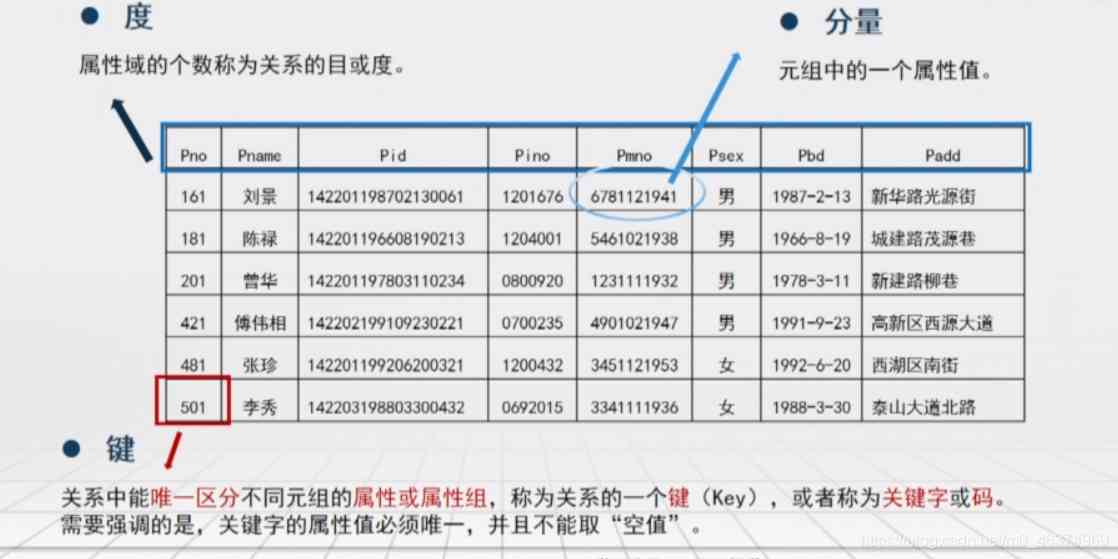 度
属性域的个数称为关系的目或度。
分量
元组中的一个属性值。
Pno Pname Pid Pino Pmno Psex Pbd Padd
161 刘景 142201198702130061 1201676 6781121941 男 1987-2-13 新华路光源街
181 陈禄 142201196608190213 1204001 5461021938 男 1966-8-19 城建路茂源巷
201 曾华 142201197803110234 0800920 1231111932 男 1978-3-11 新建路柳巷
421 傅伟相 142202199109230221 0700235 4901021947 男 1991-9-23 高新区西源大道
481 张珍 142201199206200321 1200432 3451121953 女 1992-6-20 西湖区南街
501 李秀 142203198803300432 0692015 3341111936 女 1988-3-30 泰山大道北路
键
关系中能唯一区分不同元组的属性或属性组，称为关系的一个键（Key），或者称为关键字或码。
需要强调的是，关键字的属性值必须唯一，并且不能取“空值”。